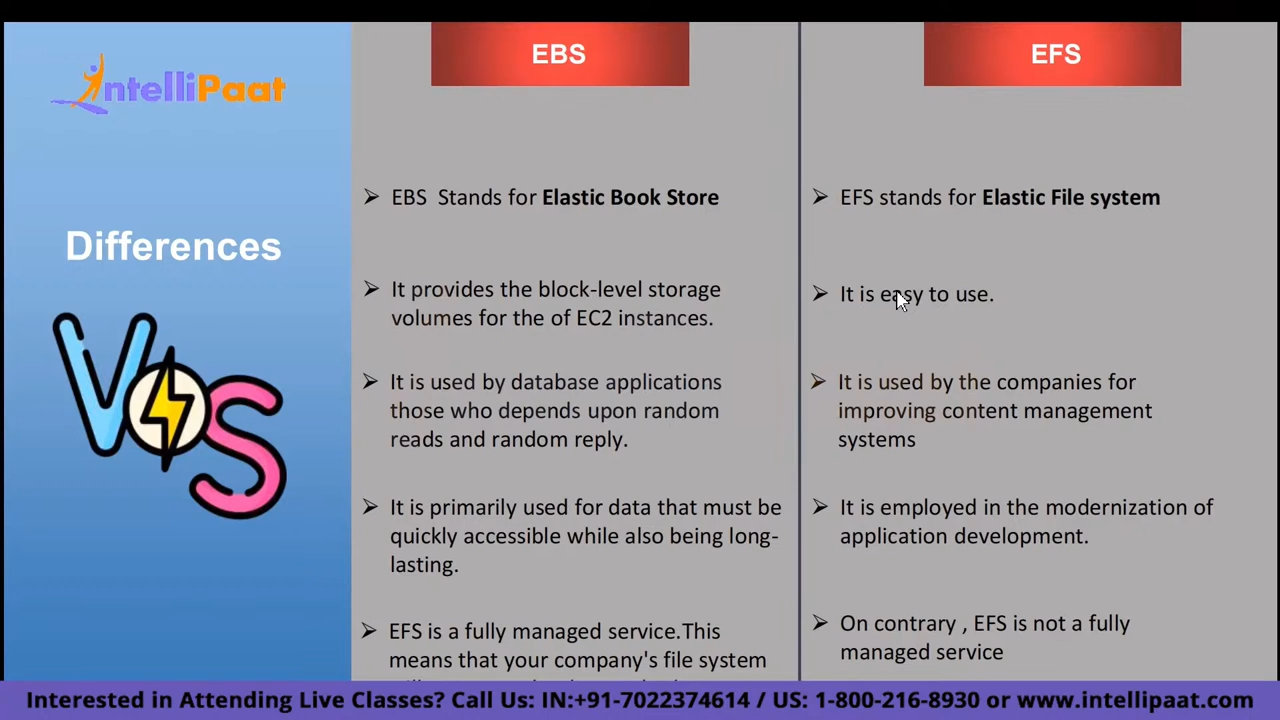 IntelliPaat
Differences
VS
EBS
EBS Stands for Elastic Book Store
It provides the block-level storage
volumes for the of EC2 instances.
It is used by database applications
those who depends upon random
reads and random reply.
It is primarily used for data that must be
quickly accessible while also being long-
lasting.
EFS is a fully managed service.This
means that your company's file system
EFS
EFS stands for Elastic File system
It is easy to use.
It is used by the companies for
improving content management
systems
It is employed in the modernization of
application development.
On contrary , EFS is not a fully
managed service
Interested in Attending Live Classes? Call Us: IN:+91-7022374614 / US: 1-800-216-8930 or www.intellipaat.com